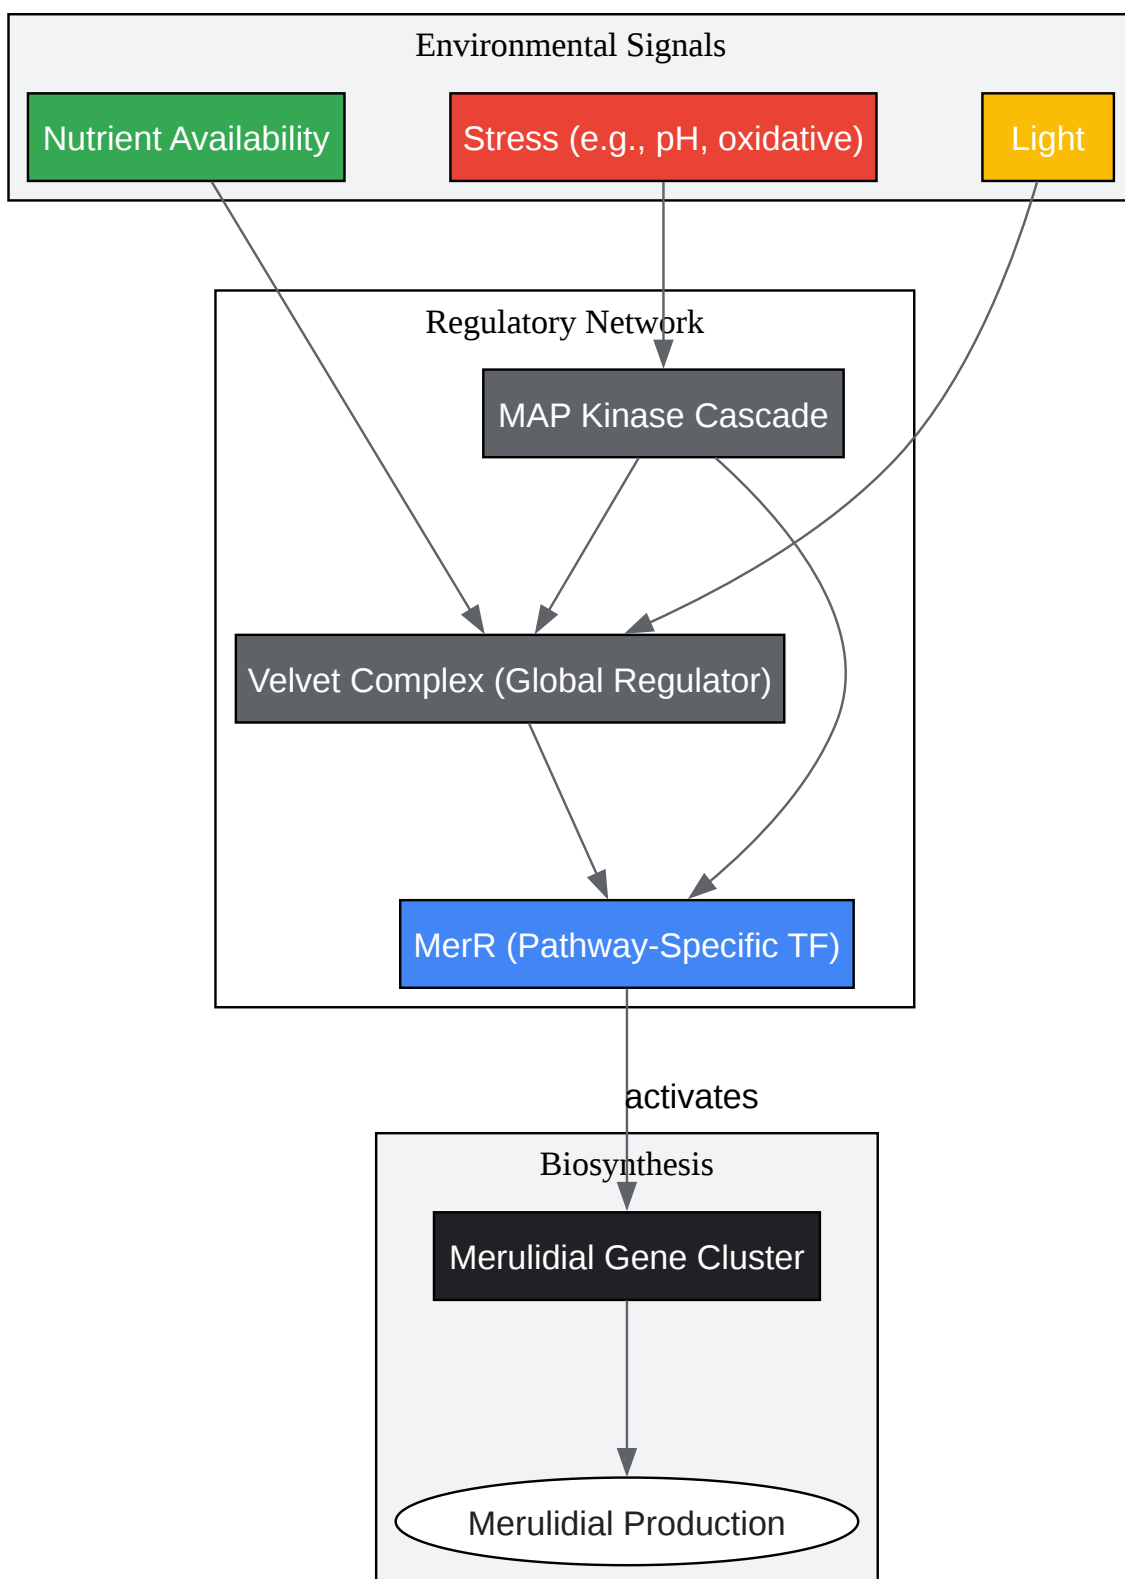 Environmental Signals
Nutrient Availability
Stress (e.g., pH, oxidative)
Light
Regulatory Network
MAP Kinase Cascade
Velvet Complex (Global Regulator)
MerR (Pathway-Specific TF)
activates
Biosynthesis
Merulidial Gene Cluster
Merulidial Production